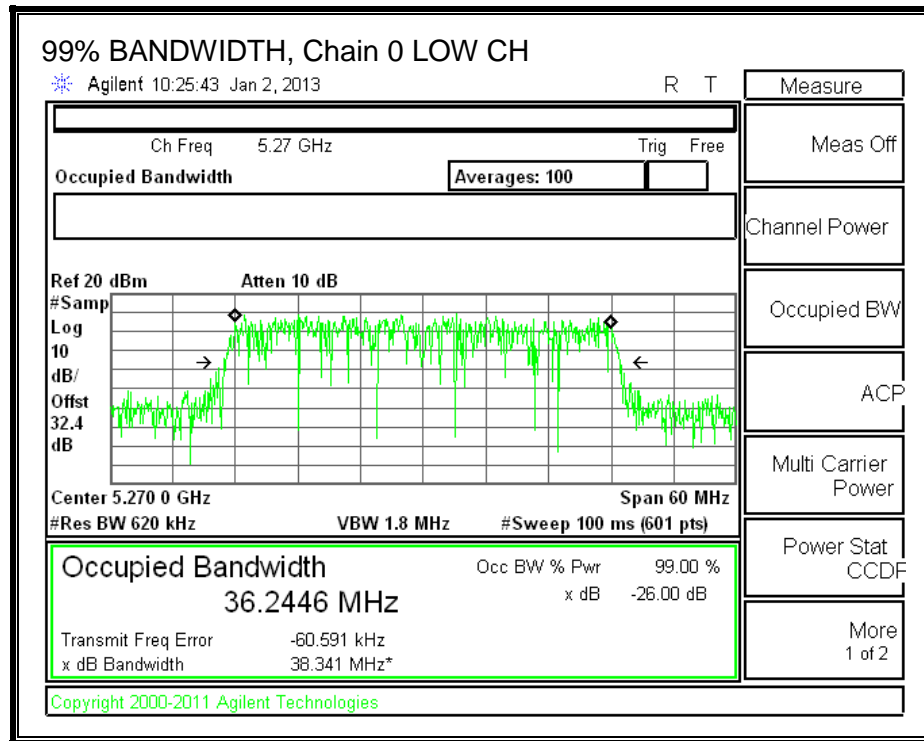 99% BANDWIDTH, Chain 0 LOW CH
Agilent 10:25:43 Jan 2, 2013 R T
Measure
Ch Freq 5.27 GHz Trig Free
Meas Off
Occupied Bandwidth Averages: 100
Channel Power
Ref 20 dBm Atten 10 dB
#Samp
Log
10
dB/
Offst
32.4
dB
Occupied BW
ACP
Multi Carrier
Power
Center 5.270 0 GHz Span 60 MHz
#Res BW 620 kHz VBW 1.8 MHz #Sweep 100 ms (601 pts)
Power Stat
CCDF
Occupied Bandwidth Occ BW % Pwr 99.00 %
36.2446 MHz x dB -26.00 dB
Transmit Freq Error -60.591 kHz
x dB Bandwidth 38.341 MHz*
More
1 of 2
Copyright 2000-2011 Agilent Technologies